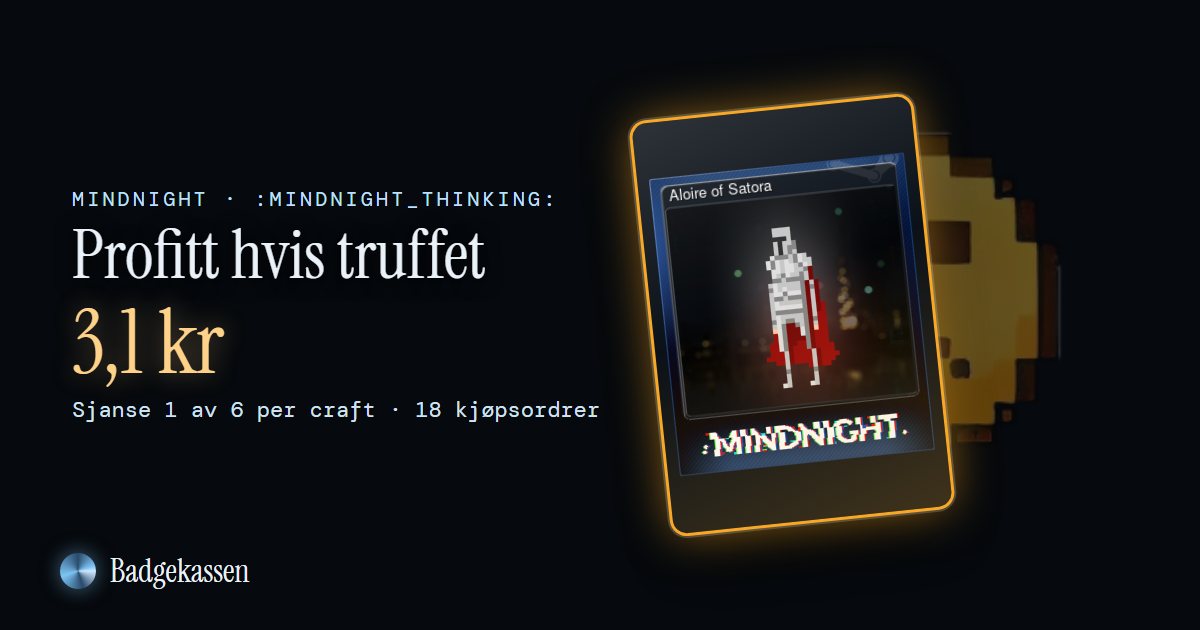 MINDNIGHT · :MINDNIGHT_THINKING:
Profitt hvis truffet
3,1 kr
Sjanse 1 av 6 per craft · 18 kjøpsordrer
Aloire of Satora
:MINDNIGHT.
Badgekassen